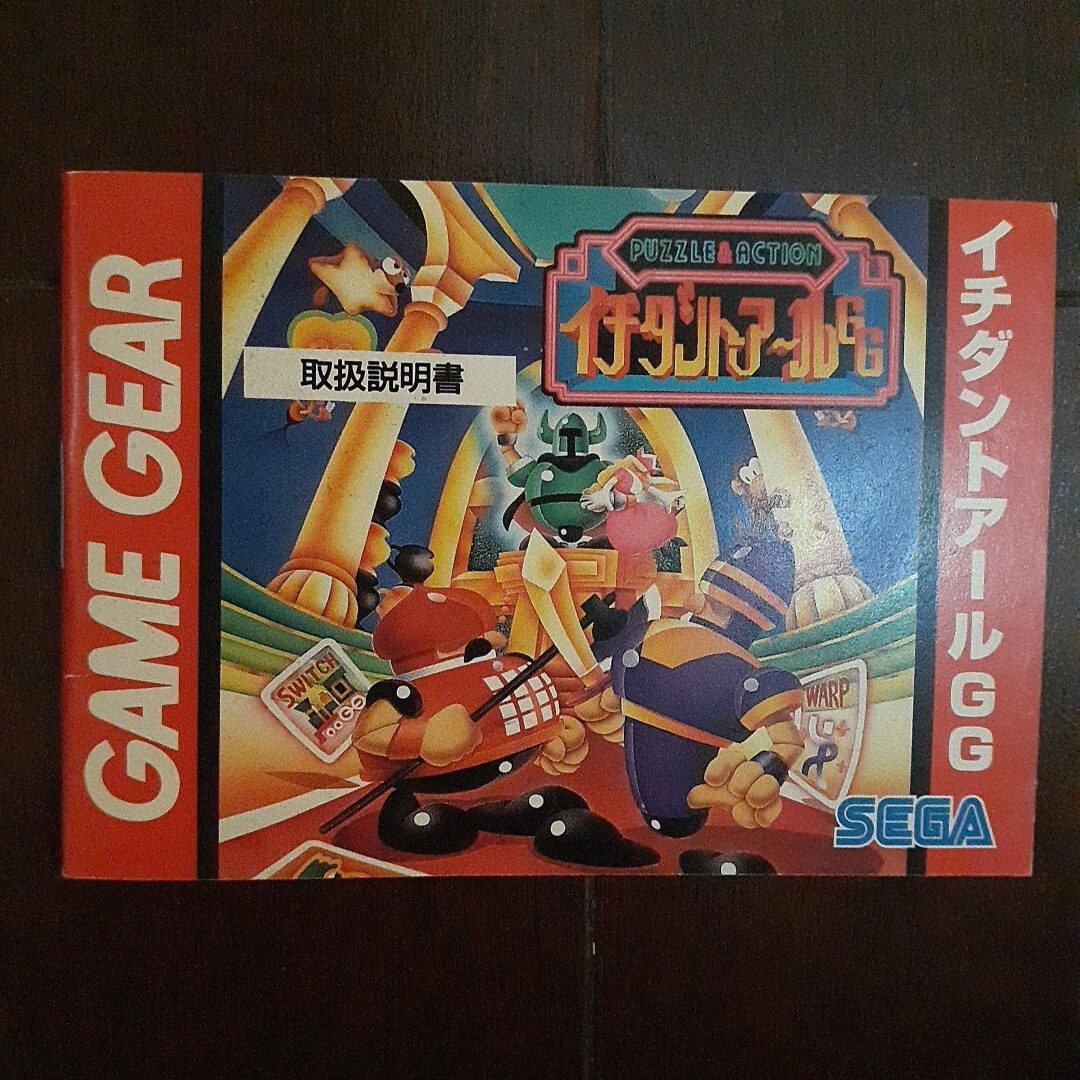 GAME GEAR
PUZZLE & ACTION
イチダントアールGG
取扱説明書
SWITCH
WARP
SEGA
イチダントアールGG